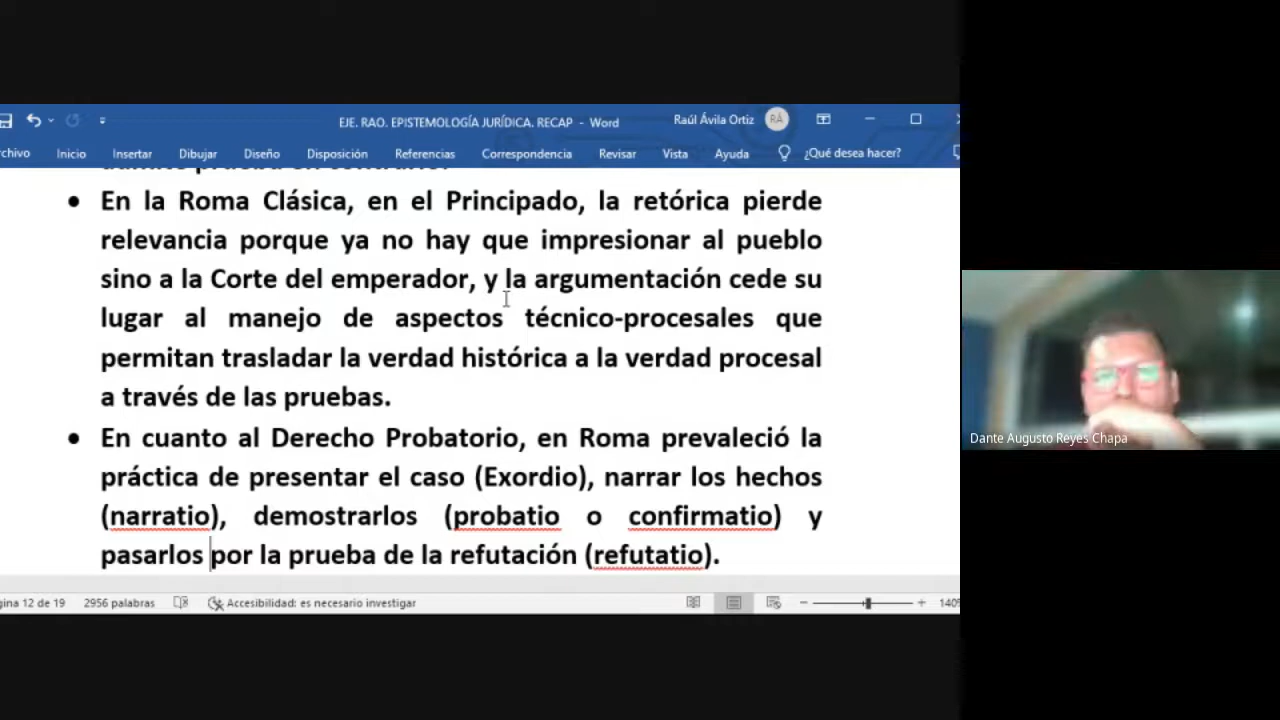 EJE. RAO. EPISTEMOLOGÍA JURÍDICA. RECAP - Word
Raúl Ávila Ortiz
RÁ
rchivo Inicio Insertar Dibujar Diseño Disposición Referencias Correspondencia Revisar Vista Ayuda ¿Qué desea hacer?
• En la Roma Clásica, en el Principado, la retórica pierde
relevancia porque ya no hay que impresionar al pueblo
sino a la Corte del emperador, y la argumentación cede su
lugar al manejo de aspectos técnico-procesales que
permitan trasladar la verdad histórica a la verdad procesal
a través de las pruebas.
• En cuanto al Derecho Probatorio, en Roma prevaleció la
práctica de presentar el caso (Exordio), narrar los hechos
(narratio), demostrarlos (probatio o confirmatio) y
pasarlos por la prueba de la refutación (refutatio).
gina 12 de 19 2956 palabras Accesibilidad: es necesario investigar
Dante Augusto Reyes Chapa